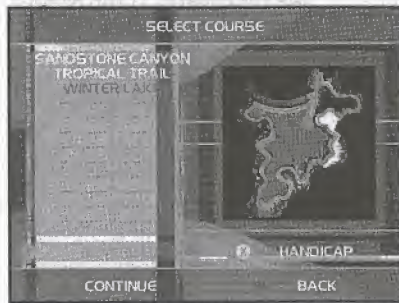 SELECT COURSE
SANDSTONE CANYON
TROPICAL TRAIL
WINTER LAKE
X HANDICAP
CONTINUE BACK